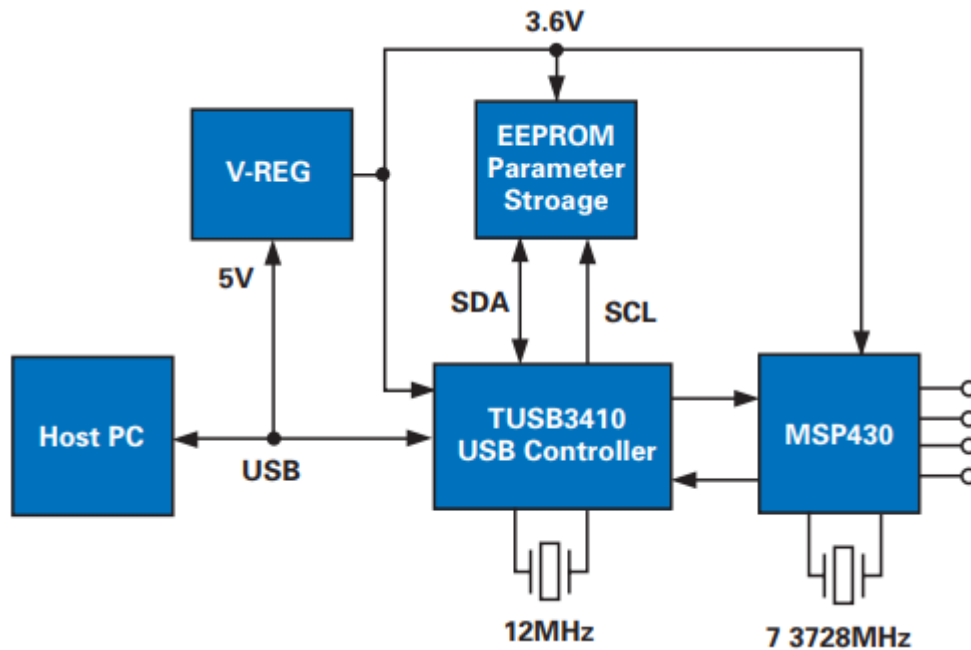 3.6V
V-REG
EEPROM
Parameter
Stroage
5V
SDA
SCL
Host PC
USB
TUSB3410
USB Controller
MSP430
12MHz
7 3728MHz